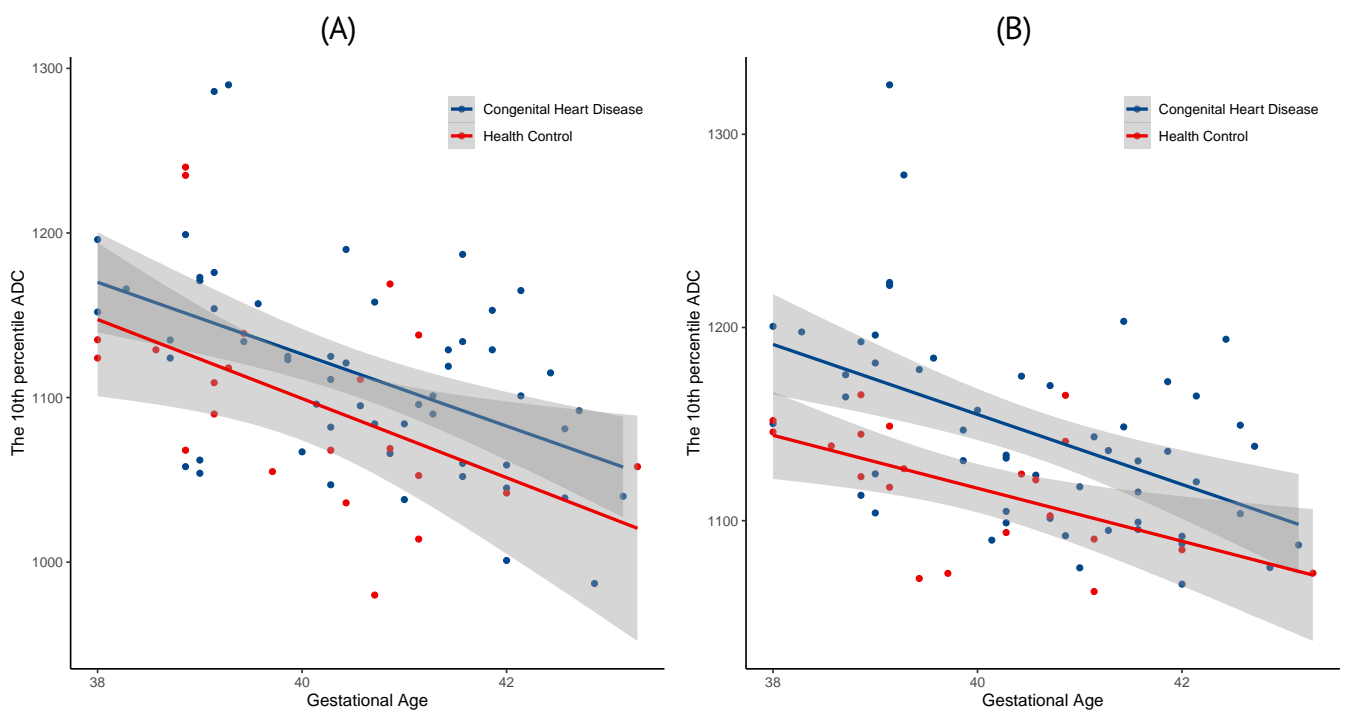 (A)
1300
1200
1100
1000
The 10th percentile ADC
38
40
42
Gestational Age
Congenital Heart Disease
Health Control
(B)
1300
1200
1100
The 10th percentile ADC
38
40
42
Gestational Age
Congenital Heart Disease
Health Control